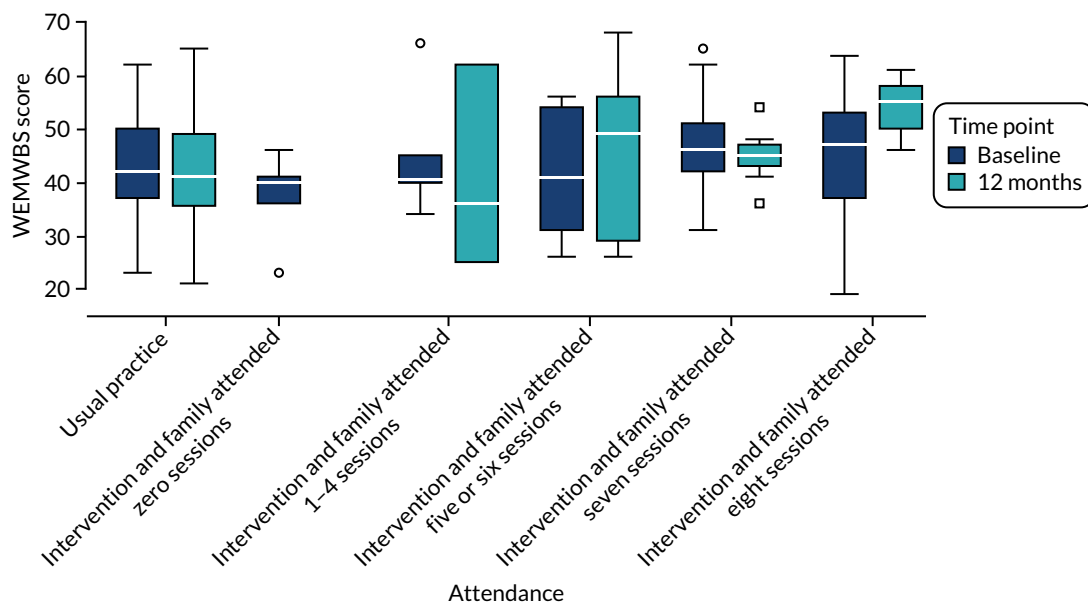 70
60
50
40
30
20
WEMWBS score
Time point
Baseline
12 months
Usual practice
Intervention and family attended
zero sessions
Intervention and family attended
1–4 sessions
Intervention and family attended
five or six sessions
Intervention and family attended
seven sessions
Intervention and family attended
eight sessions
Attendance